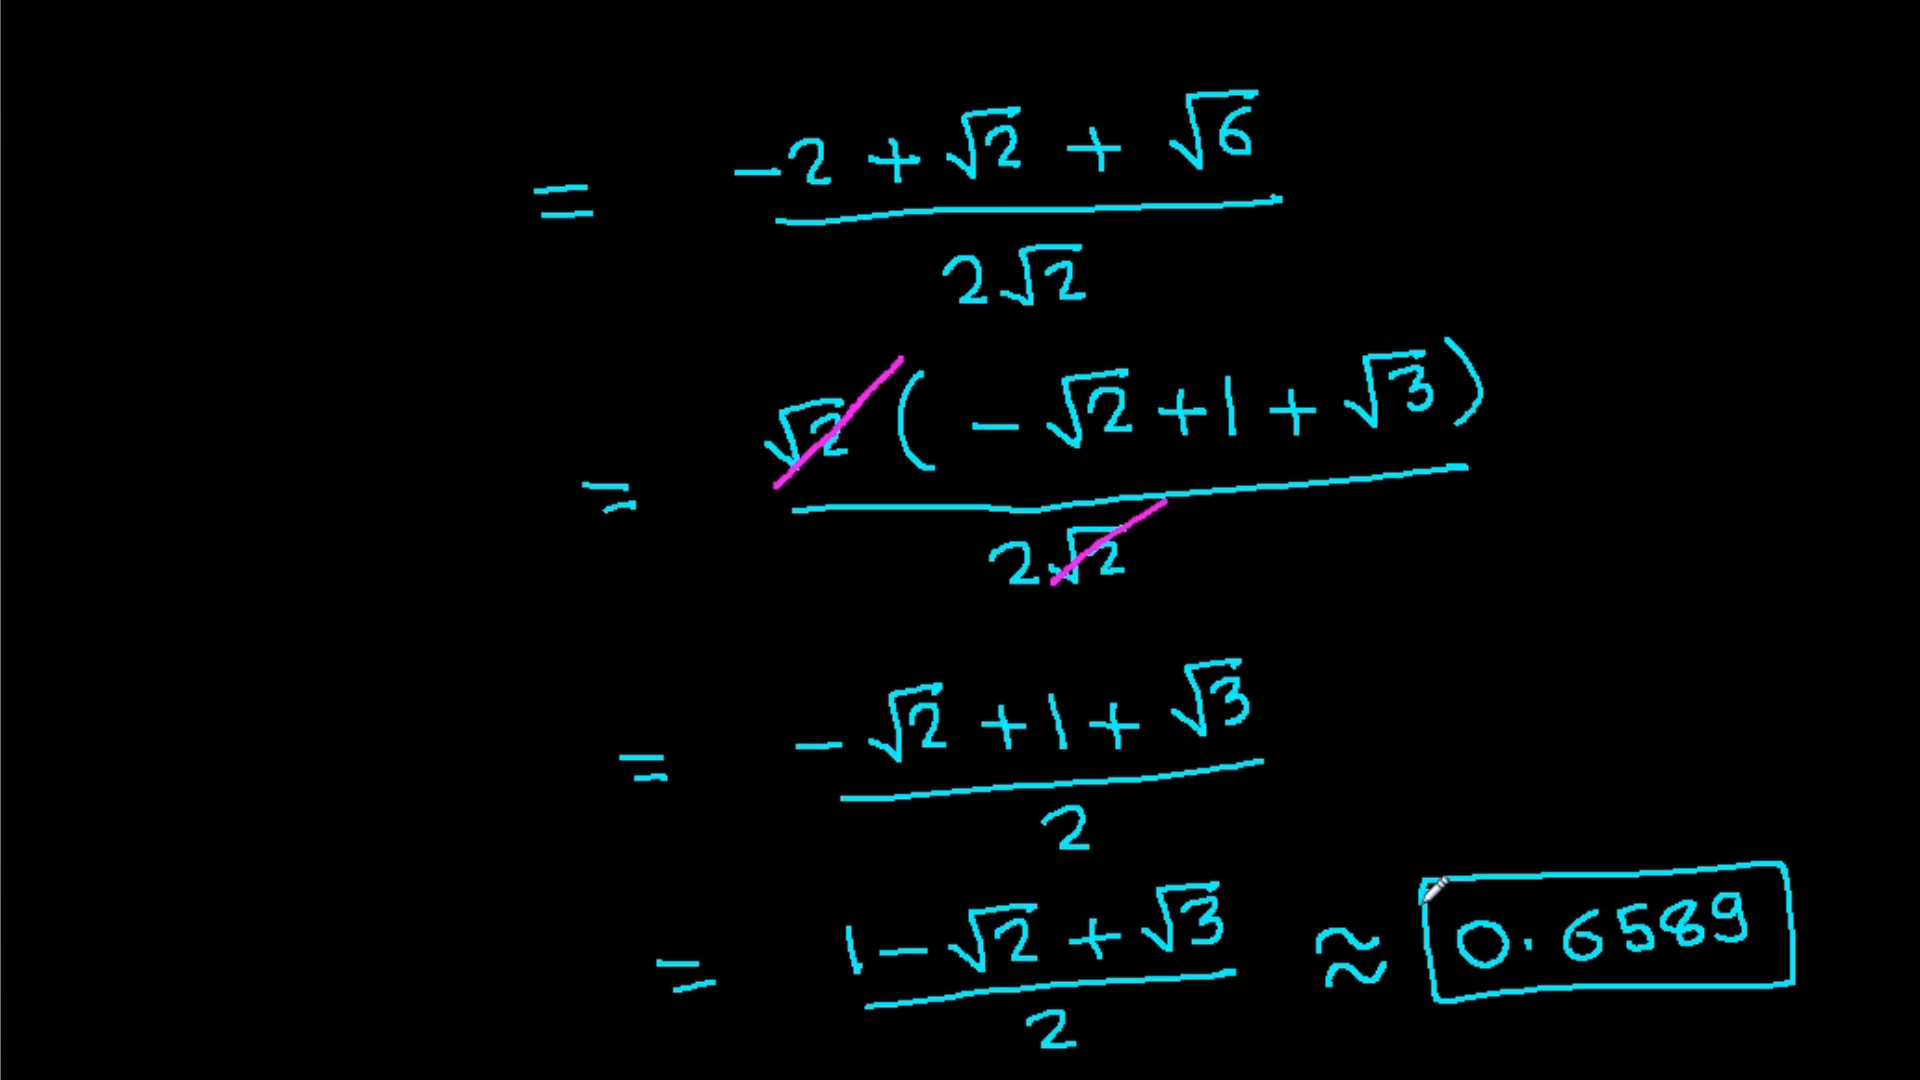 = (-2 + √2 + √6) / (2√2)
= (√2 (-√2 + 1 + √3)) / (2√2)
= (-√2 + 1 + √3) / 2
= (1 - √2 + √3) / 2 ≈ 0.6589